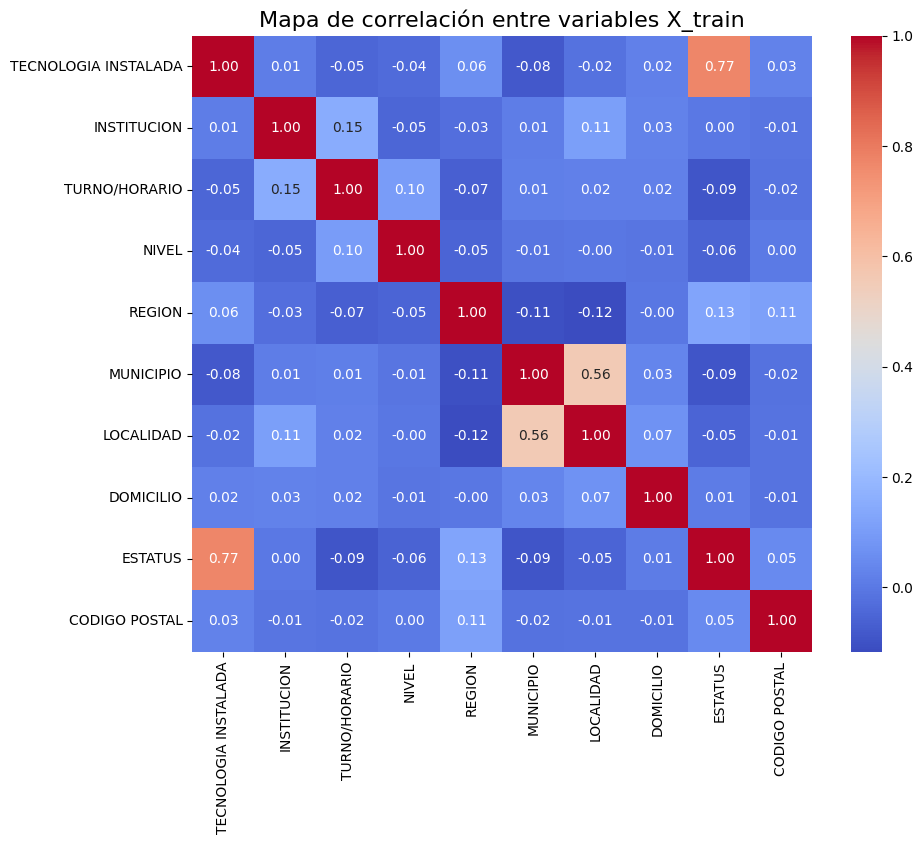 Mapa de correlación entre variables X_train
TECNOLOGIA INSTALADA 1.00 0.01 -0.05 -0.04 0.06 -0.08 -0.02 0.02 0.77 0.03
INSTITUCION 0.01 1.00 0.15 -0.05 -0.03 0.01 0.11 0.03 0.00 -0.01
TURNO/HORARIO -0.05 0.15 1.00 0.10 -0.07 0.01 0.02 0.02 -0.09 -0.02
NIVEL -0.04 -0.05 0.10 1.00 -0.05 -0.01 -0.00 -0.01 -0.06 0.00
REGION 0.06 -0.03 -0.07 -0.05 1.00 -0.11 -0.12 -0.00 0.13 0.11
MUNICIPIO -0.08 0.01 0.01 -0.01 -0.11 1.00 0.56 0.03 -0.09 -0.02
LOCALIDAD -0.02 0.11 0.02 -0.00 -0.12 0.56 1.00 0.07 -0.05 -0.01
DOMICILIO 0.02 0.03 0.02 -0.01 -0.00 0.03 0.07 1.00 0.01 -0.01
ESTATUS 0.77 0.00 -0.09 -0.06 0.13 -0.09 -0.05 0.01 1.00 0.05
CODIGO POSTAL 0.03 -0.01 -0.02 0.00 0.11 -0.02 -0.01 -0.01 0.05 1.00
TECNOLOGIA INSTALADA
INSTITUCION
TURNO/HORARIO
NIVEL
REGION
MUNICIPIO
LOCALIDAD
DOMICILIO
ESTATUS
CODIGO POSTAL
1.0
0.8
0.6
0.4
0.2
0.0